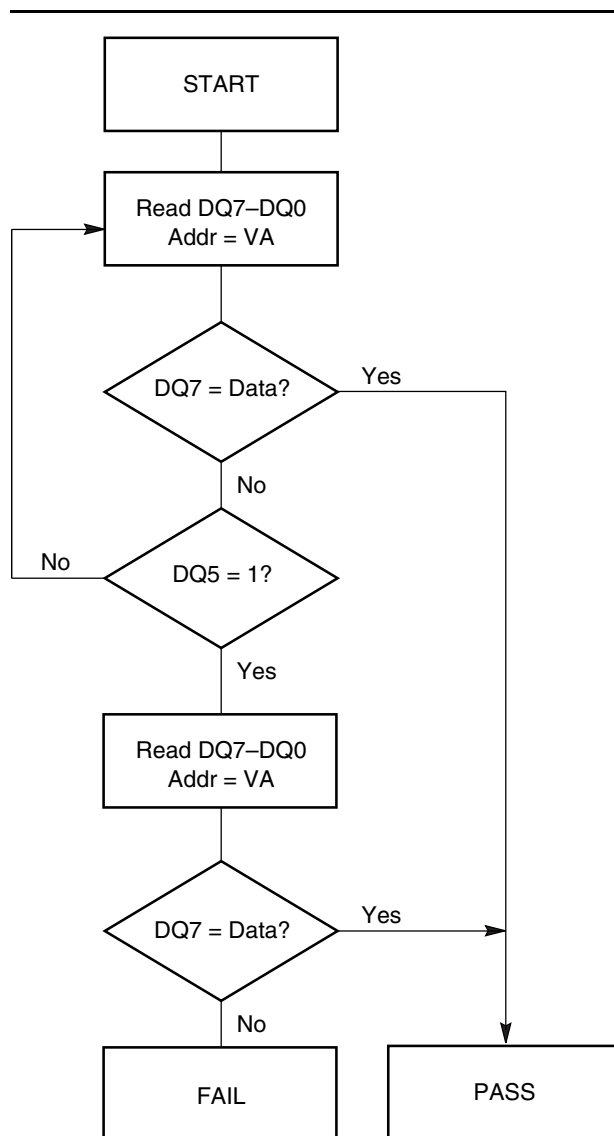 START
Read DQ7–DQ0
Addr = VA
DQ7 = Data?
Yes
No
No
DQ5 = 1?
Yes
Read DQ7–DQ0
Addr = VA
DQ7 = Data?
Yes
No
FAIL
PASS